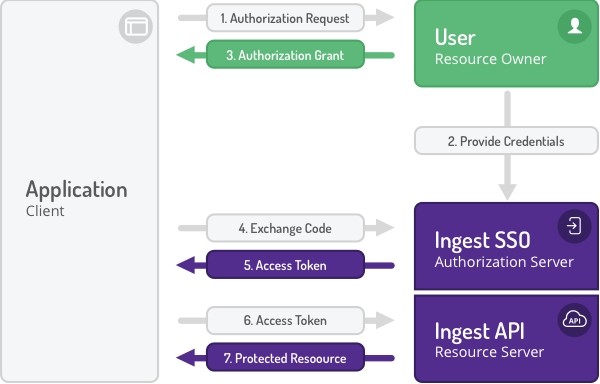 1. Authorization Request
3. Authorization Grant
User
Resource Owner
2. Provide Credentials
Application
Client
4. Exchange Code
5. Access Token
Ingest SSO
Authorization Server
6. Access Token
7. Protected Resoource
Ingest API
Resource Server
API